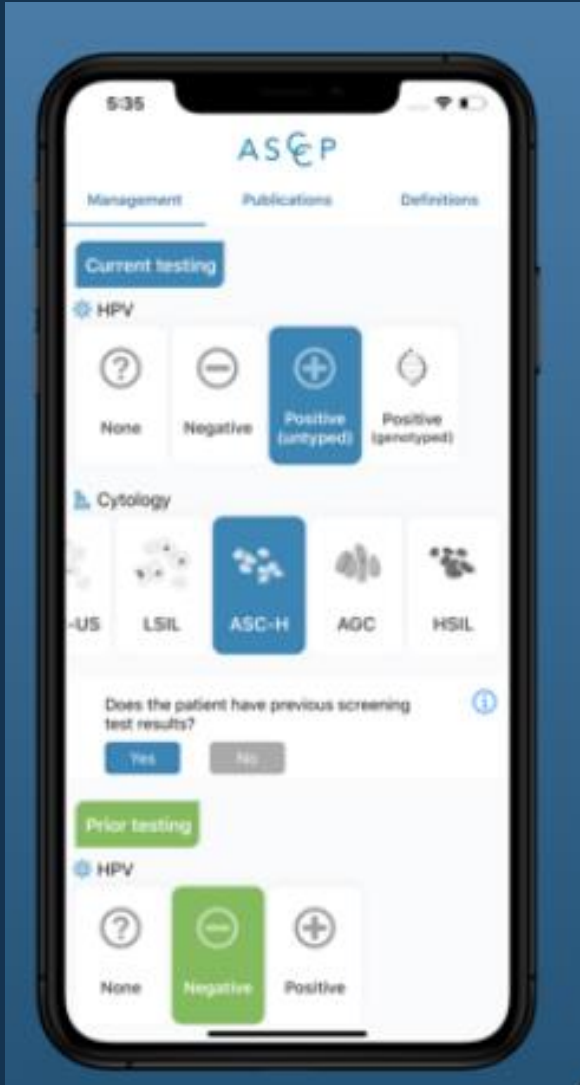 5:35
ASCCP
Management Publications Definitions
Current testing
HPV
None Negative Positive (untyped) Positive (genotyped)
Cytology
-US LSIL ASC-H AGC HSIL
Does the patient have previous screening
test results?
Yes No
Prior testing
HPV
None Negative Positive